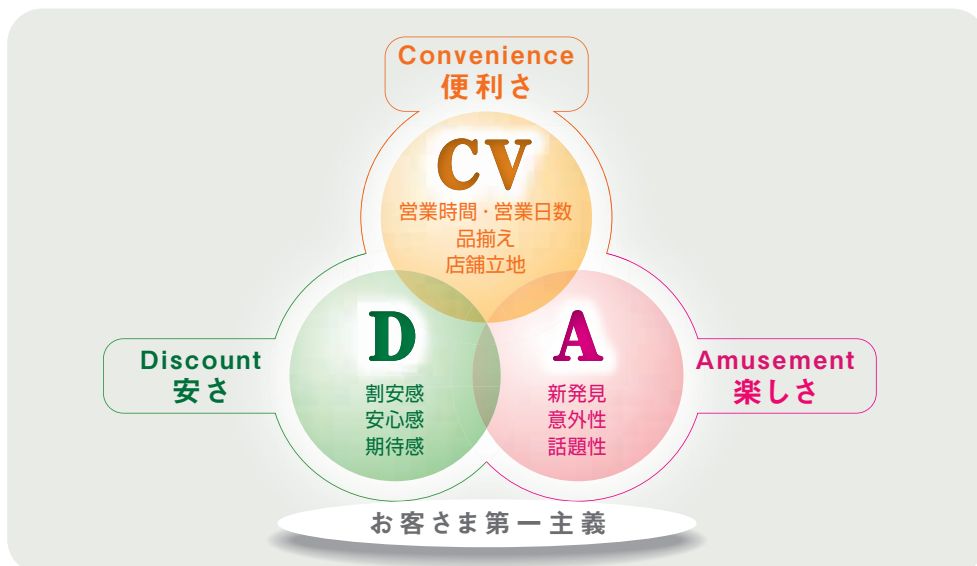 Convenience
便利さ
CV
営業時間・営業日数
品揃え
店舗立地
Discount
安さ
D
割安感
安心感
期待感
A
新発見
意外性
話題性
Amusement
楽しさ
お客さま第一主義